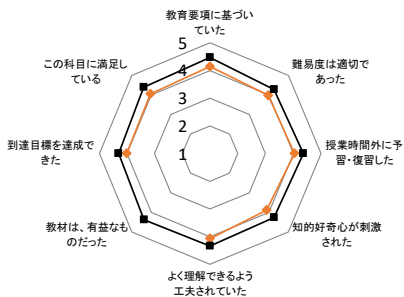 教育要項に基づい
ていた
難易度は適切で
あった
授業時間外に予
習・復習した
知的好奇心が刺激
された
よく理解できるよう
工夫されていた
教材は、有益なも
のだった
到達目標を達成で
きた
この科目に満足し
ている
5
4
3
2
1